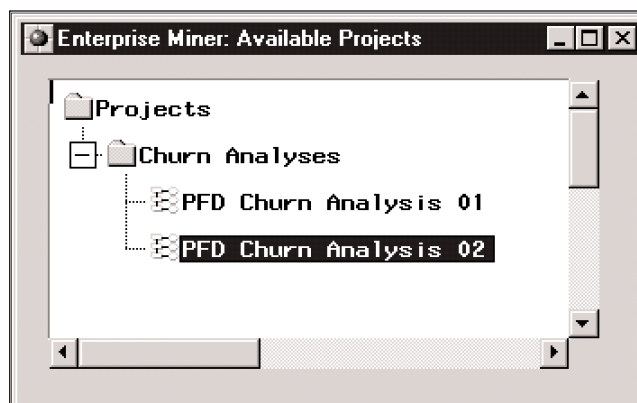 Enterprise Miner: Available Projects
Projects
Churn Analyses
PFD Churn Analysis 01
PFD Churn Analysis 02